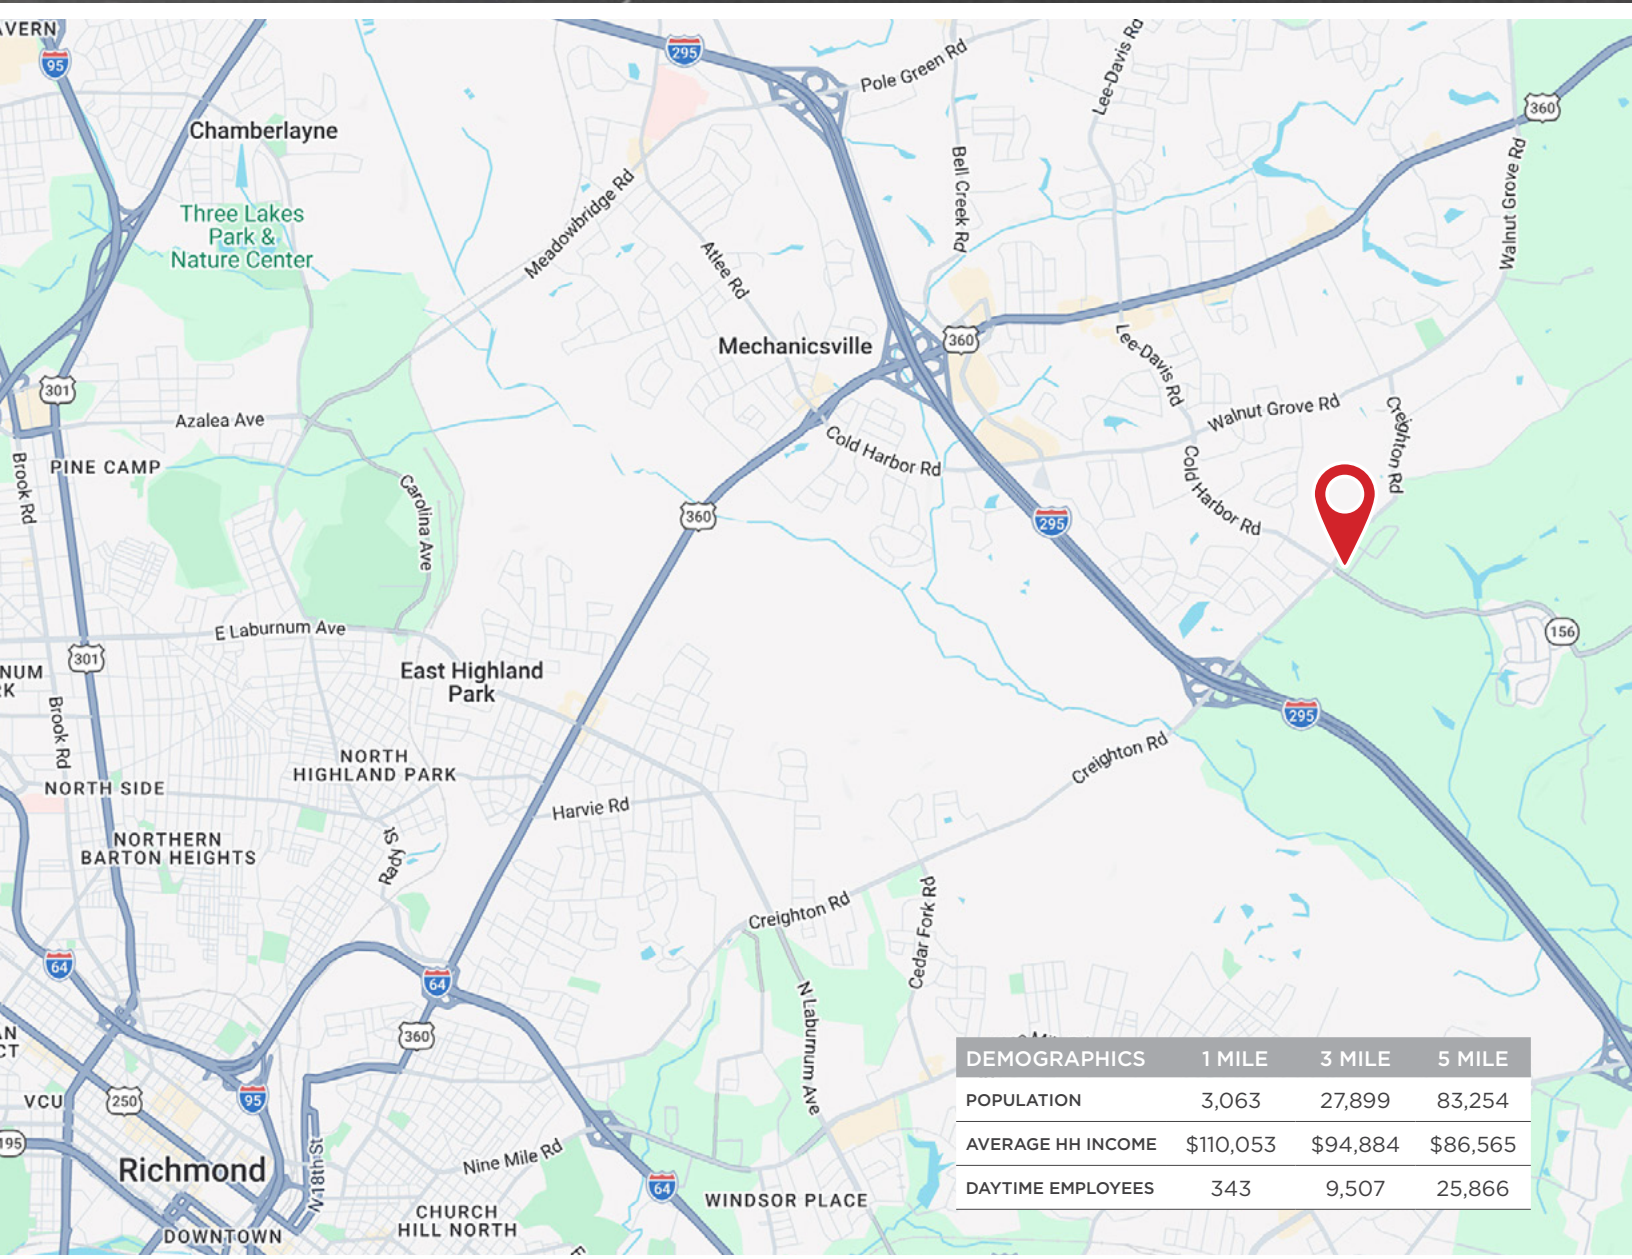 AVERN
95
295
Pole Green Rd
Lee-Davis Rd
360
Chamberlayne
Bell Creek Rd
Walnut Grove Rd
Three Lakes
Park &
Nature Center
Meadowbridge Rd
Atlee Rd
Mechanicsville
360
Lee-Davis Rd
301
Azalea Ave
Walnut Grove Rd
Creighton Rd
Brook Rd
PINE CAMP
Cold Harbor Rd
Cold Harbor Rd
Carolina Ave
360
295
E Laburnum Ave
156
301
NUM
RK
East Highland
Park
Brook Rd
295
Creighton Rd
NORTH
HIGHLAND PARK
NORTH SIDE
Harvie Rd
NORTHERN
BARTON HEIGHTS
Rady St
Creighton Rd
Cedar Fork Rd
64
64
N Laburnum Ave
360
AN
CT
VCU
250
95
195
Richmond
N 18th St
Nine Mile Rd
64
WINDSOR PLACE
CHURCH
HILL NORTH
DOWNTOWN
DEMOGRAPHICS 1 MILE 3 MILE 5 MILE
POPULATION 3,063 27,899 83,254
AVERAGE HH INCOME $110,053 $94,884 $86,565
DAYTIME EMPLOYEES 343 9,507 25,866